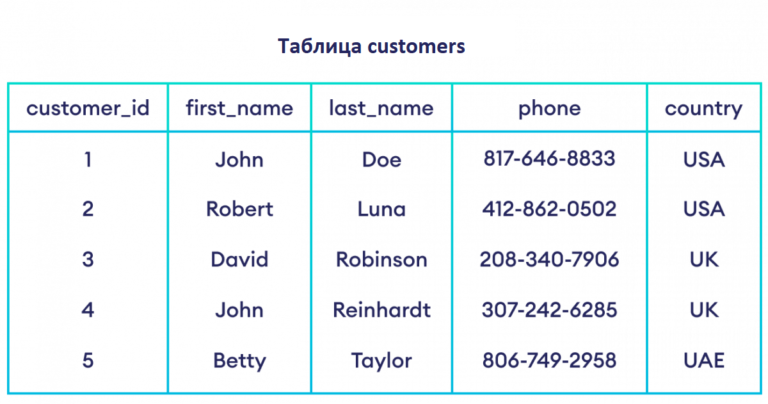 Таблица customers
customer_id first_name last_name phone country
1 John Doe 817-646-8833 USA
2 Robert Luna 412-862-0502 USA
3 David Robinson 208-340-7906 UK
4 John Reinhardt 307-242-6285 UK
5 Betty Taylor 806-749-2958 UAE